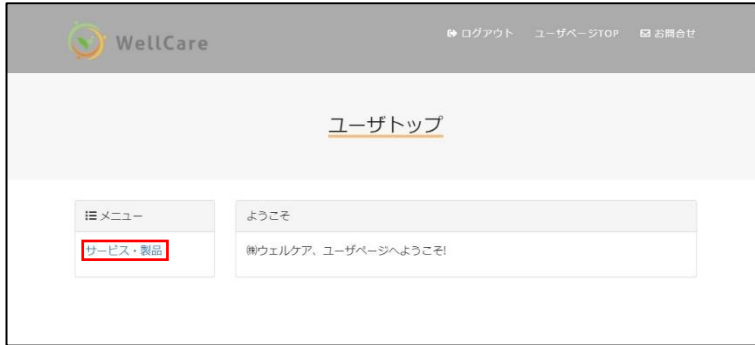 WellCare
ログアウト ユーザページTOP お問合せ
ユーザトップ
メニュー
サービス・製品
ようこそ
㈱ウェルケア、ユーザページへようこそ!